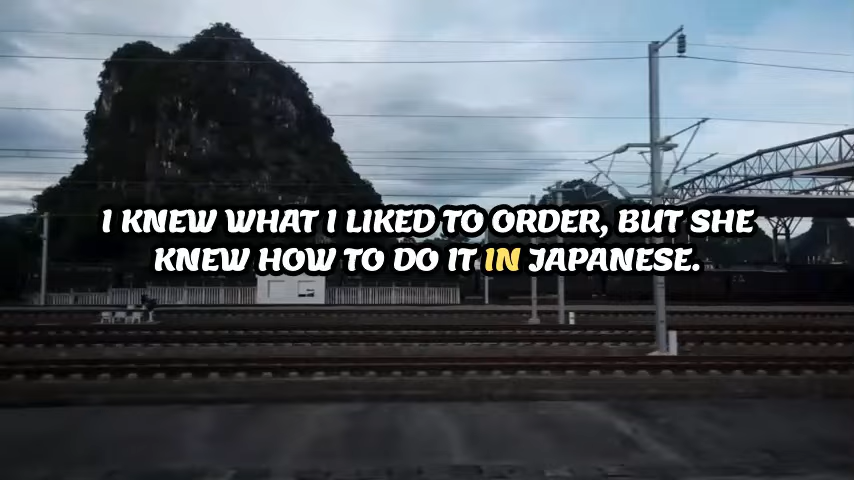 I KNEW WHAT I LIKED TO ORDER, BUT SHE
KNEW HOW TO DO IT IN JAPANESE.